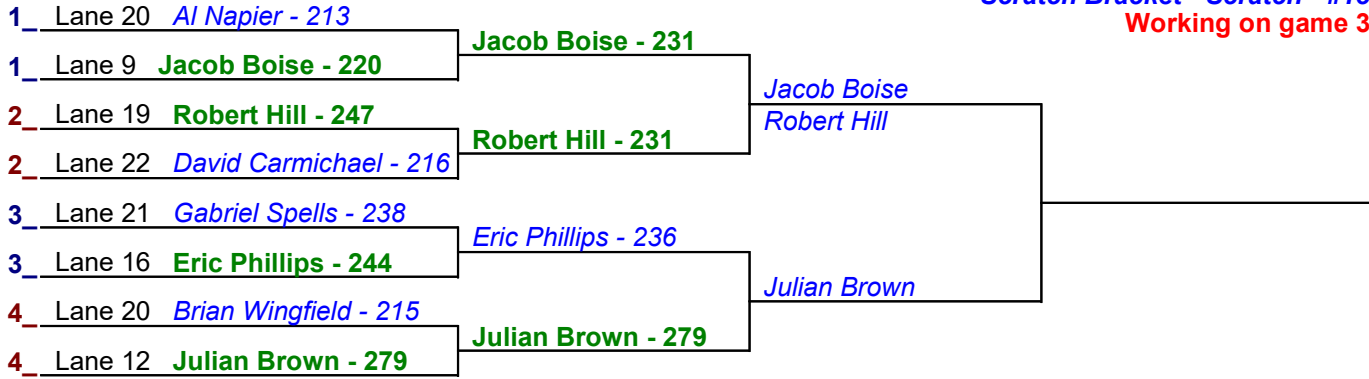 Working on game 3
1_ Lane 20 Al Napier - 213
1_ Lane 9 Jacob Boise - 220
2_ Lane 19 Robert Hill - 247
2_ Lane 22 David Carmichael - 216
3_ Lane 21 Gabriel Spells - 238
3_ Lane 16 Eric Phillips - 244
4_ Lane 20 Brian Wingfield - 215
4_ Lane 12 Julian Brown - 279
Jacob Boise - 231
Robert Hill - 231
Eric Phillips - 236
Julian Brown - 279
Jacob Boise
Robert Hill
Julian Brown